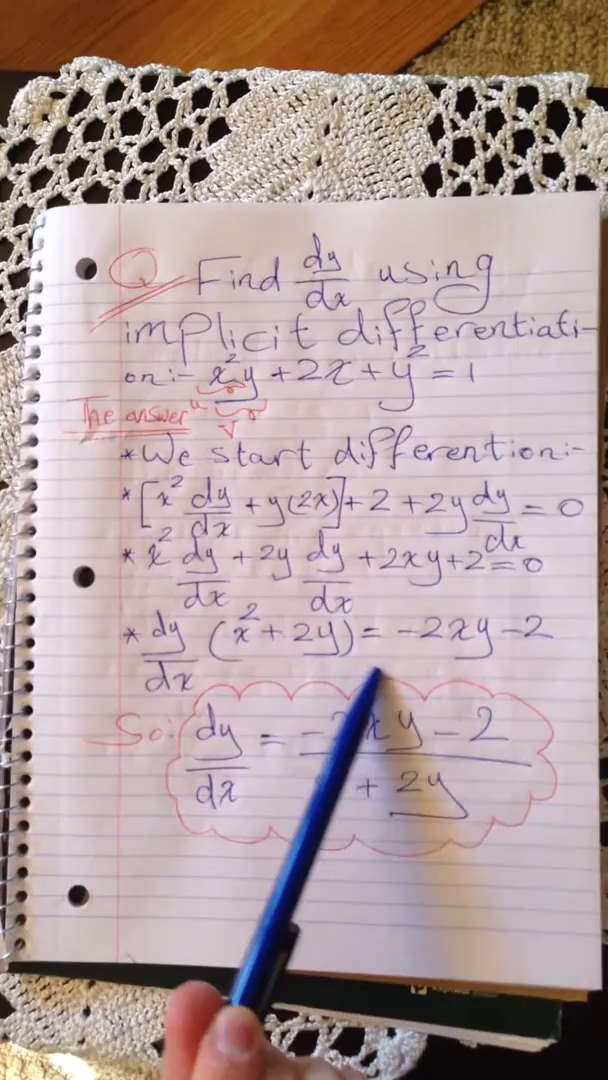 Q Find dy/dx using
implicit differentiati-
on:- x²y + 2x + y² = 1
The answer u v
v
*We start differention:-
*[x² dy/dx + y(2x)] + 2 + 2y dy/dx = 0
*x² dy/dx + 2y dy/dx + 2xy + 2 = 0
*dy/dx (x² + 2y) = -2xy - 2
So: dy/dx = - xy - 2 / + 2y